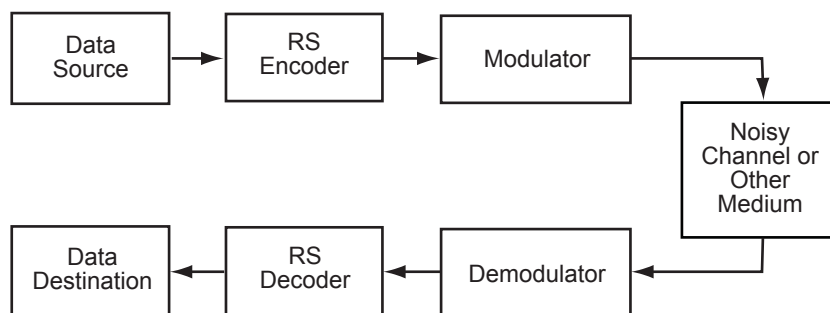 Data
Source
RS
Encoder
Modulator
Noisy
Channel or
Other
Medium
Demodulator
RS
Decoder
Data
Destination